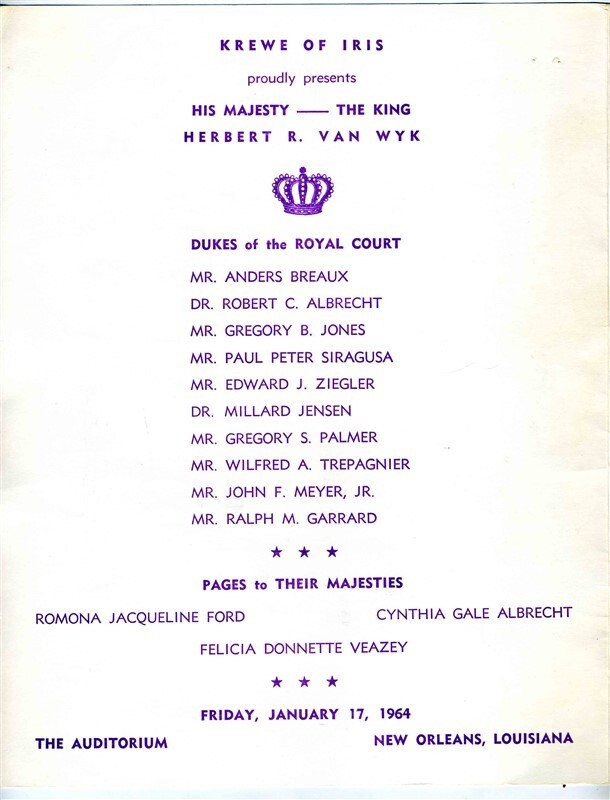 KREWE OF IRIS
proudly presents
HIS MAJESTY —— THE KING
HERBERT R. VAN WYK
DUKES of the ROYAL COURT
MR. ANDERS BREAUX
DR. ROBERT C. ALBRECHT
MR. GREGORY B. JONES
MR. PAUL PETER SIRAGUSA
MR. EDWARD J. ZIEGLER
DR. MILLARD JENSEN
MR. GREGORY S. PALMER
MR. WILFRED A. TREPAGNIER
MR. JOHN F. MEYER, JR.
MR. RALPH M. GARRARD
★ ★ ★
PAGES to THEIR MAJESTIES
ROMONA JACQUELINE FORD CYNTHIA GALE ALBRECHT
FELICIA DONNETTE VEAZEY
★ ★ ★
FRIDAY, JANUARY 17, 1964
THE AUDITORIUM NEW ORLEANS, LOUISIANA